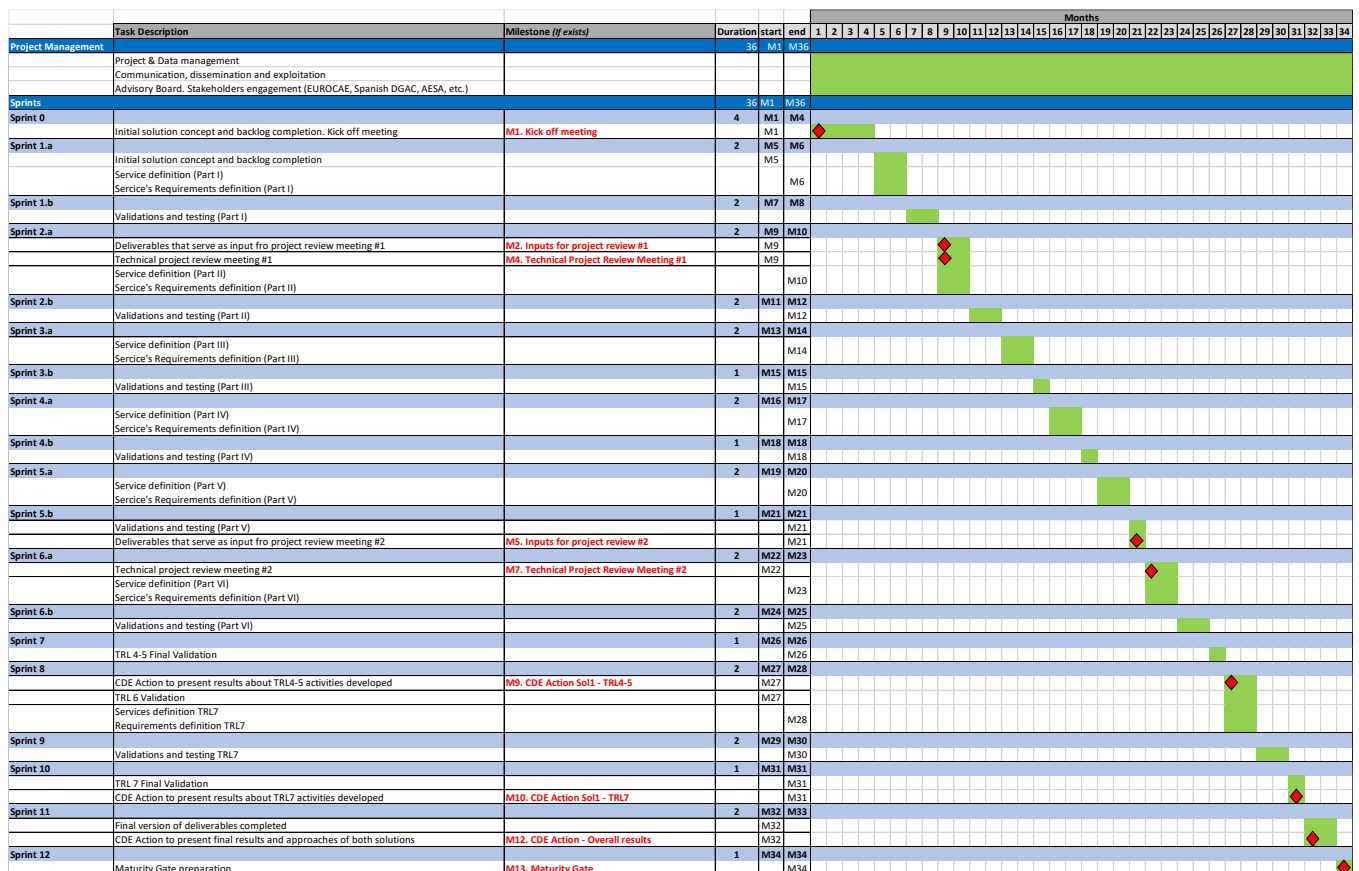 Months
Task Description Milestone (If exists) Duration start end 1 2 3 4 5 6 7 8 9 10 11 12 13 14 15 16 17 18 19 20 21 22 23 24 25 26 27 28 29 30 31 32 33 34
Project Management 36 M1 M36
Project & Data management
Communication, dissemination and exploitation
Advisory Board. Stakeholders engagement (EUROCAE, Spanish DGAC, AESA, etc.)
Sprints 36 M1 M36
Sprint 0 4 M1 M4
Initial solution concept and backlog completion. Kick off meeting M1. Kick off meeting M1
Sprint 1.a 2 M5 M6
Initial solution concept and backlog completion M5
Service definition (Part I)
Sercice's Requirements definition (Part I) M6
Sprint 1.b 2 M7 M8
Validations and testing (Part I)
Sprint 2.a 2 M9 M10
Deliverables that serve as input fro project review meeting #1 M2. Inputs for project review #1 M9
Technical project review meeting #1 M4. Technical Project Review Meeting #1 M9
Service definition (Part II)
Sercice's Requirements definition (Part II) M10
Sprint 2.b 2 M11 M12
Validations and testing (Part II) M12
Sprint 3.a 2 M13 M14
Service definition (Part III)
Sercice's Requirements definition (Part III) M14
Sprint 3.b 1 M15 M15
Validations and testing (Part III) M15
Sprint 4.a 2 M16 M17
Service definition (Part IV)
Sercice's Requirements definition (Part IV) M17
Sprint 4.b 1 M18 M18
Validations and testing (Part IV) M18
Sprint 5.a 2 M19 M20
Service definition (Part V)
Sercice's Requirements definition (Part V) M20
Sprint 5.b 1 M21 M21
Validations and testing (Part V) M21
Deliverables that serve as input fro project review meeting #2 M5. Inputs for project review #2 M21
Sprint 6.a 2 M22 M23
Technical project review meeting #2 M7. Technical Project Review Meeting #2 M22
Service definition (Part VI)
Sercice's Requirements definition (Part VI) M23
Sprint 6.b 2 M24 M25
Validations and testing (Part VI) M25
Sprint 7 1 M26 M26
TRL 4-5 Final Validation M26
Sprint 8 2 M27 M28
CDE Action to present results about TRL4-5 activities developed M9. CDE Action Sol1 - TRL4-5 M27
TRL 6 Validation M27
Services definition TRL7
Requirements definition TRL7 M28
Sprint 9 2 M29 M30
Validations and testing TRL7 M30
Sprint 10 1 M31 M31
TRL 7 Final Validation M31
CDE Action to present results about TRL7 activities developed M10. CDE Action Sol1 - TRL7 M31
Sprint 11 2 M32 M33
Final version of deliverables completed M32
CDE Action to present final results and approaches of both solutions M12. CDE Action - Overall results M32
Sprint 12 1 M34 M34
Maturity Gate preparation M13. Maturity Gate M34